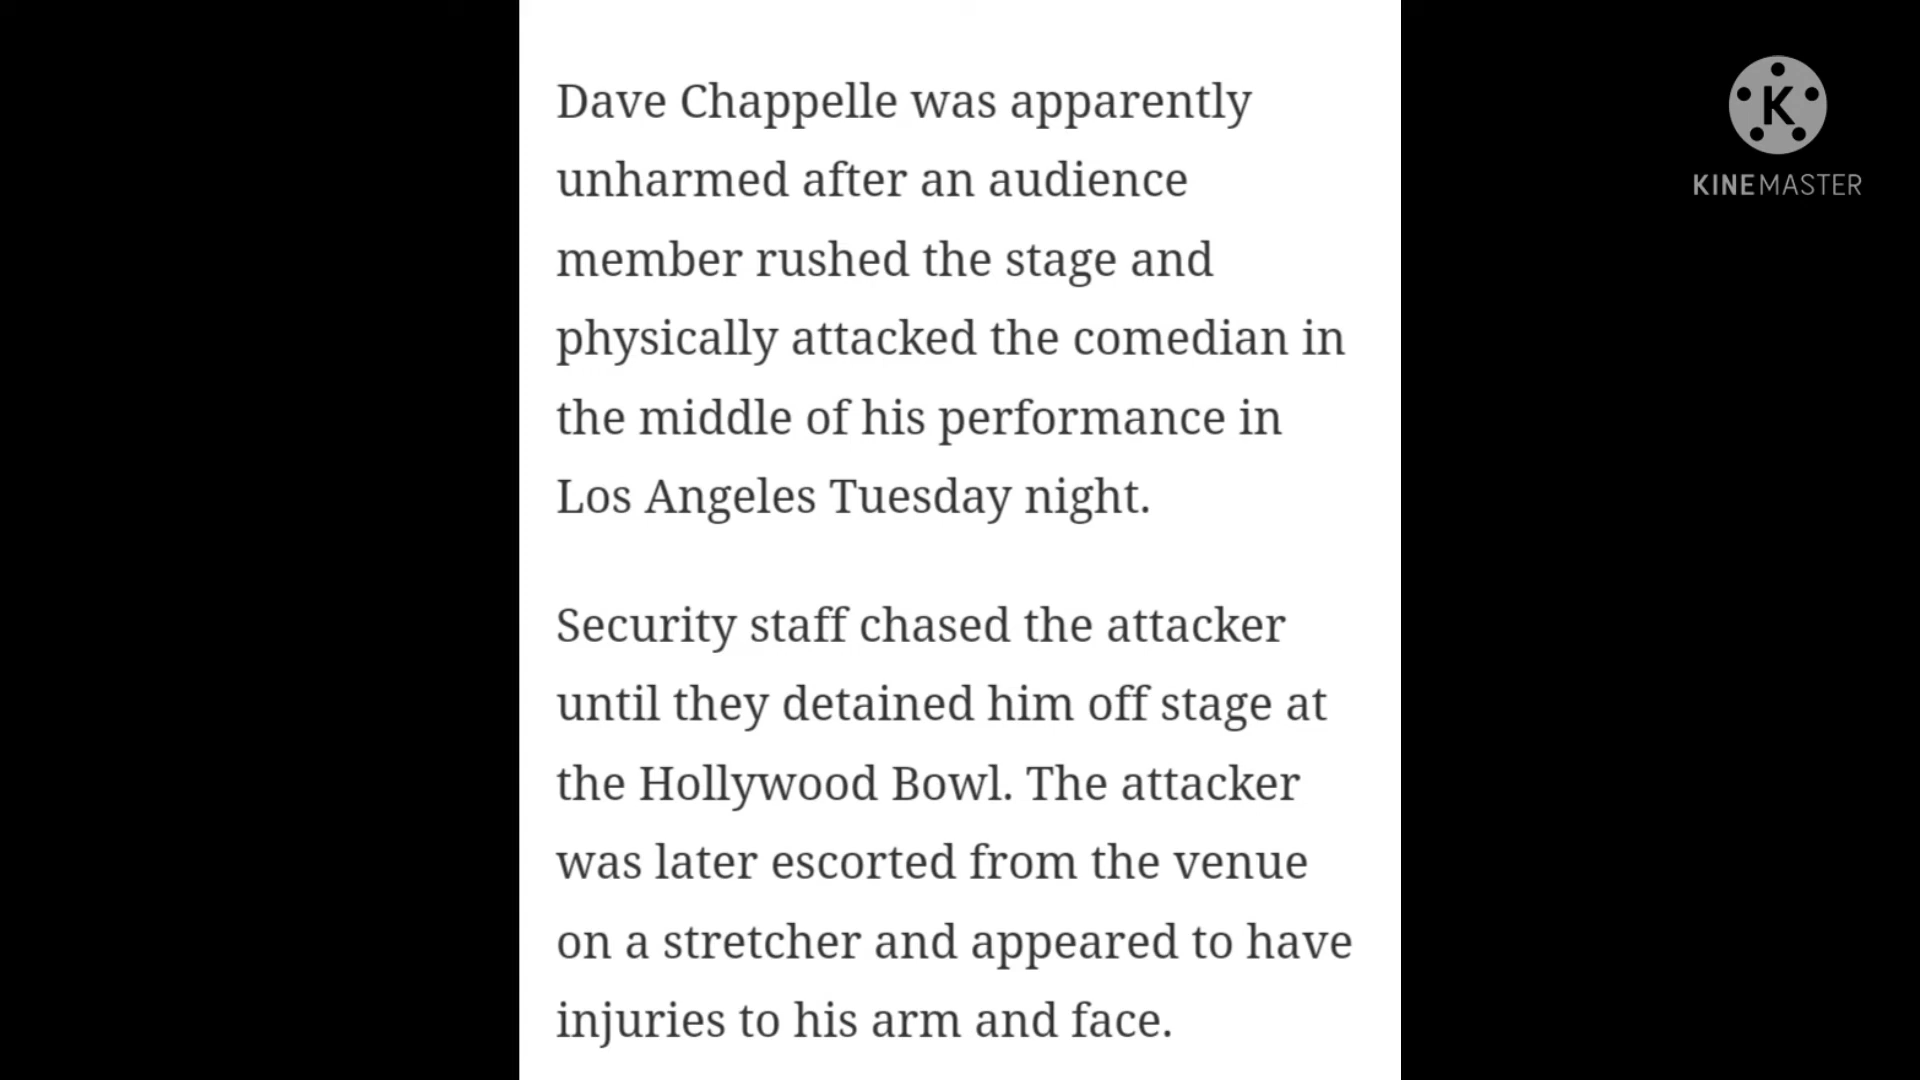 Dave Chappelle was apparently
unharmed after an audience
member rushed the stage and
physically attacked the comedian in
the middle of his performance in
Los Angeles Tuesday night.
Security staff chased the attacker
until they detained him off stage at
the Hollywood Bowl. The attacker
was later escorted from the venue
on a stretcher and appeared to have
injuries to his arm and face.
K
KINEMASTER